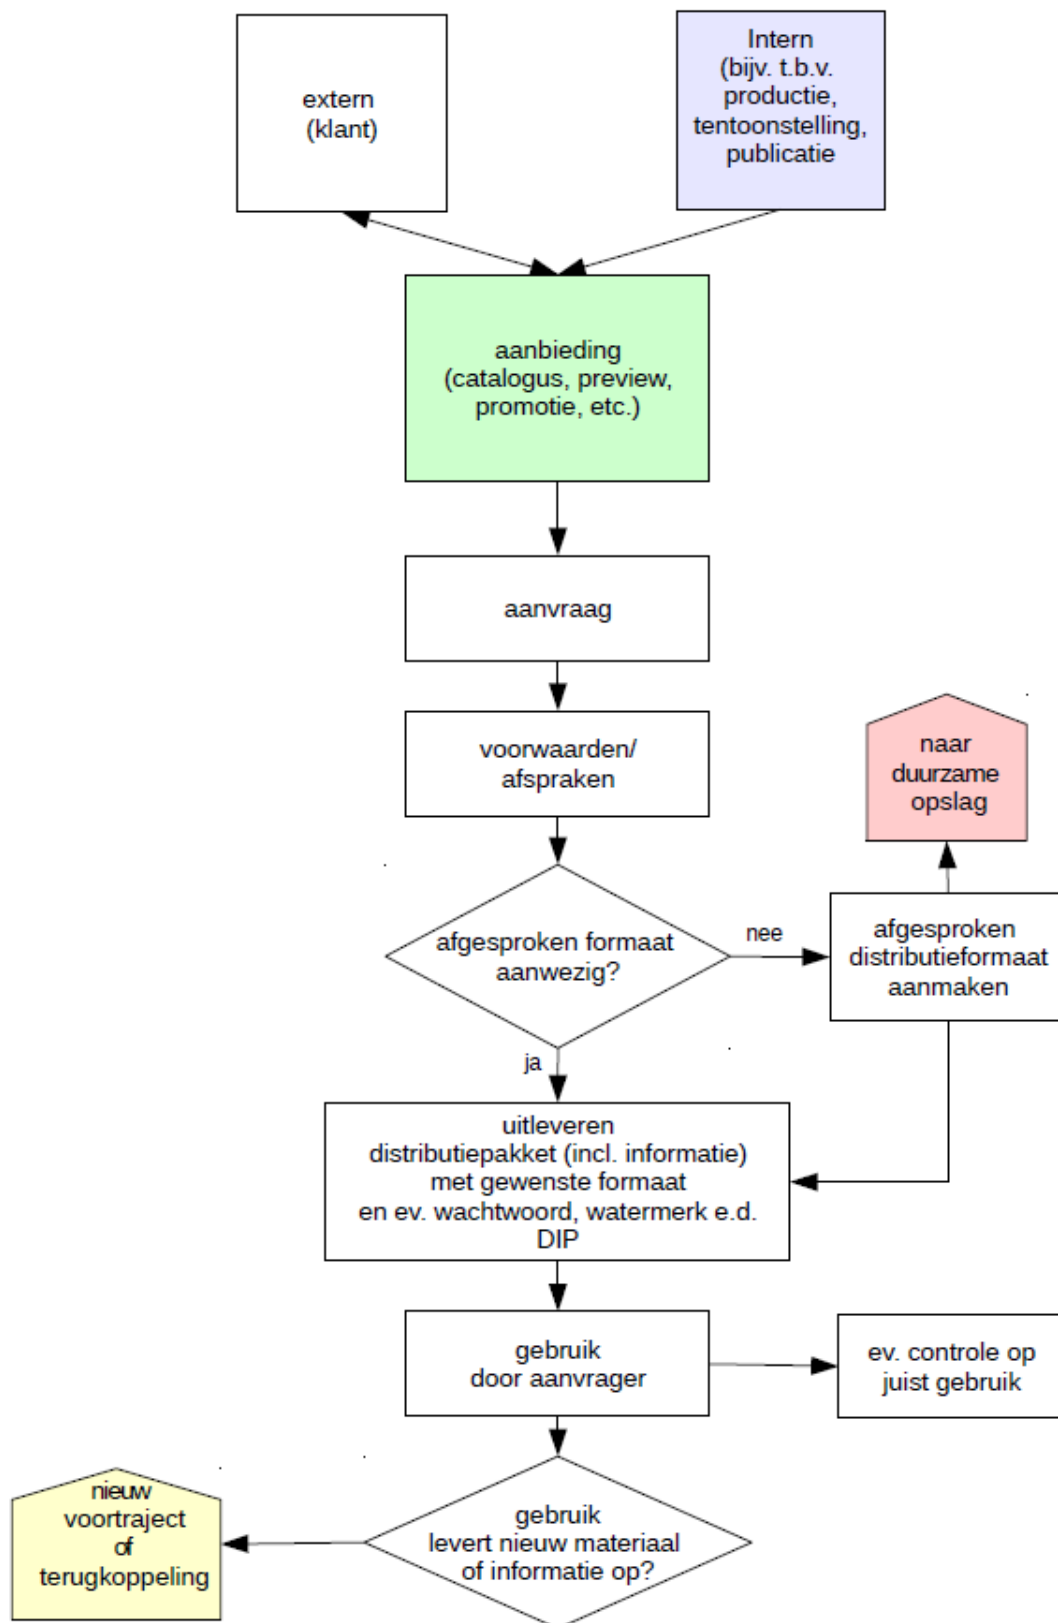 extern
(klant)
Intern
(bijv. t.b.v.
productie,
tentoonstelling,
publicatie
aanbieding
(catalogus, preview,
promotie, etc.)
aanvraag
voorwaarden/
afspraken
naar
duurzame
opslag
afgesproken formaat
aanwezig?
nee
afgesproken
distributieformaat
aanmaken
ja
uitleveren
distributiepakket (incl. informatie)
met gewenste formaat
en ev. wachtwoord, watermerk e.d.
DIP
gebruik
door aanvrager
ev. controle op
juist gebruik
nieuw
voortraject
of
terugkoppeling
gebruik
levert nieuw materiaal
of informatie op?